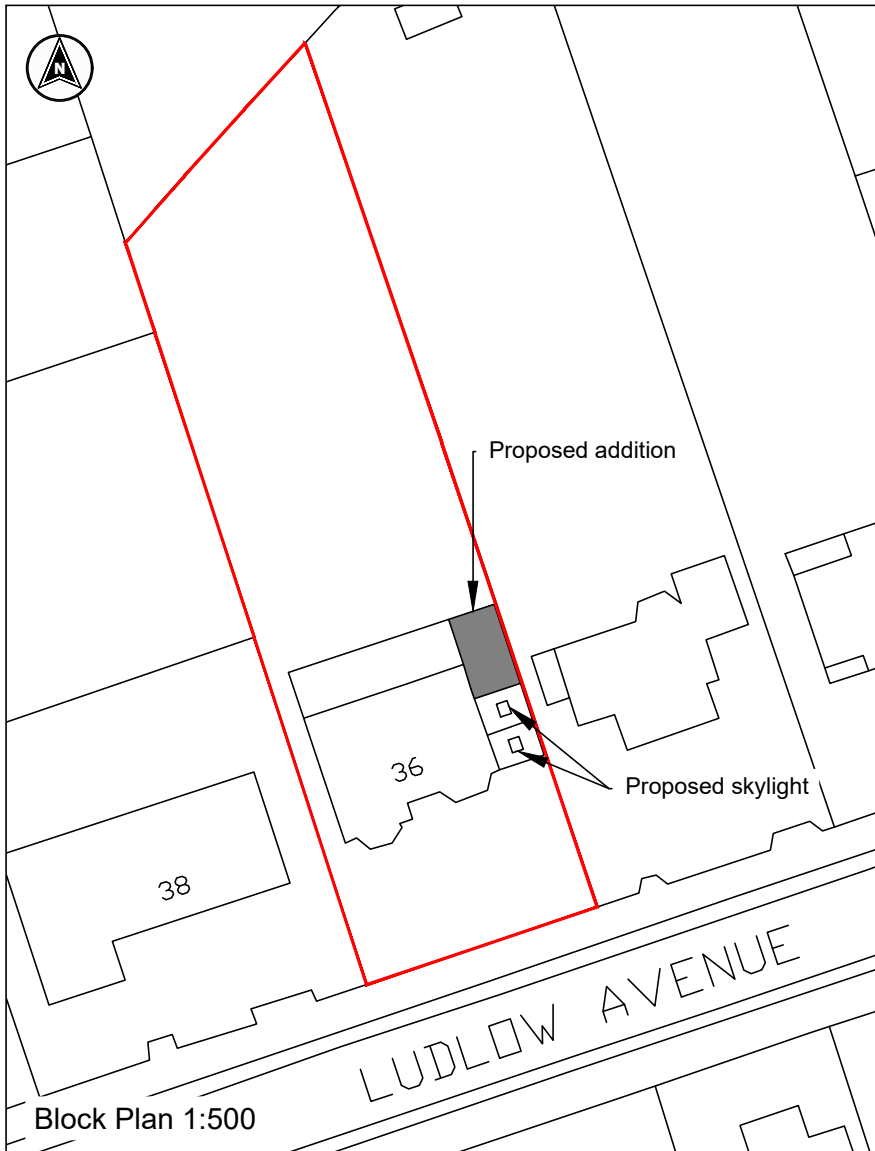 N
Proposed addition
36
Proposed skylight
38
LUDLOW AVENUE
Block Plan 1:500